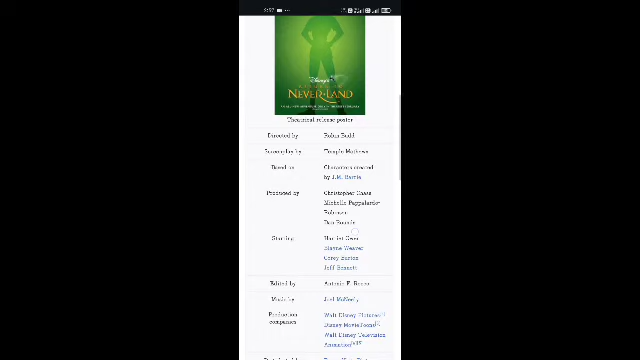 Disney's
RETURN TO
NEVER LAND
Theatrical release poster
Directed by Robin Budd
Screenplay by Temple Mathews
Based on Characters created
by J.M. Barrie
Produced by Christopher Chase
Michelle Pappalardo-
Robinson
Dan Rounds
Starring Harriet Owen
Blayne Weaver
Corey Burton
Jeff Bennett
Edited by Antonio F. Rocco
Music by Joel McNeely
Production Walt Disney Pictures
companies Disney MovieToons
Walt Disney Television
Animation